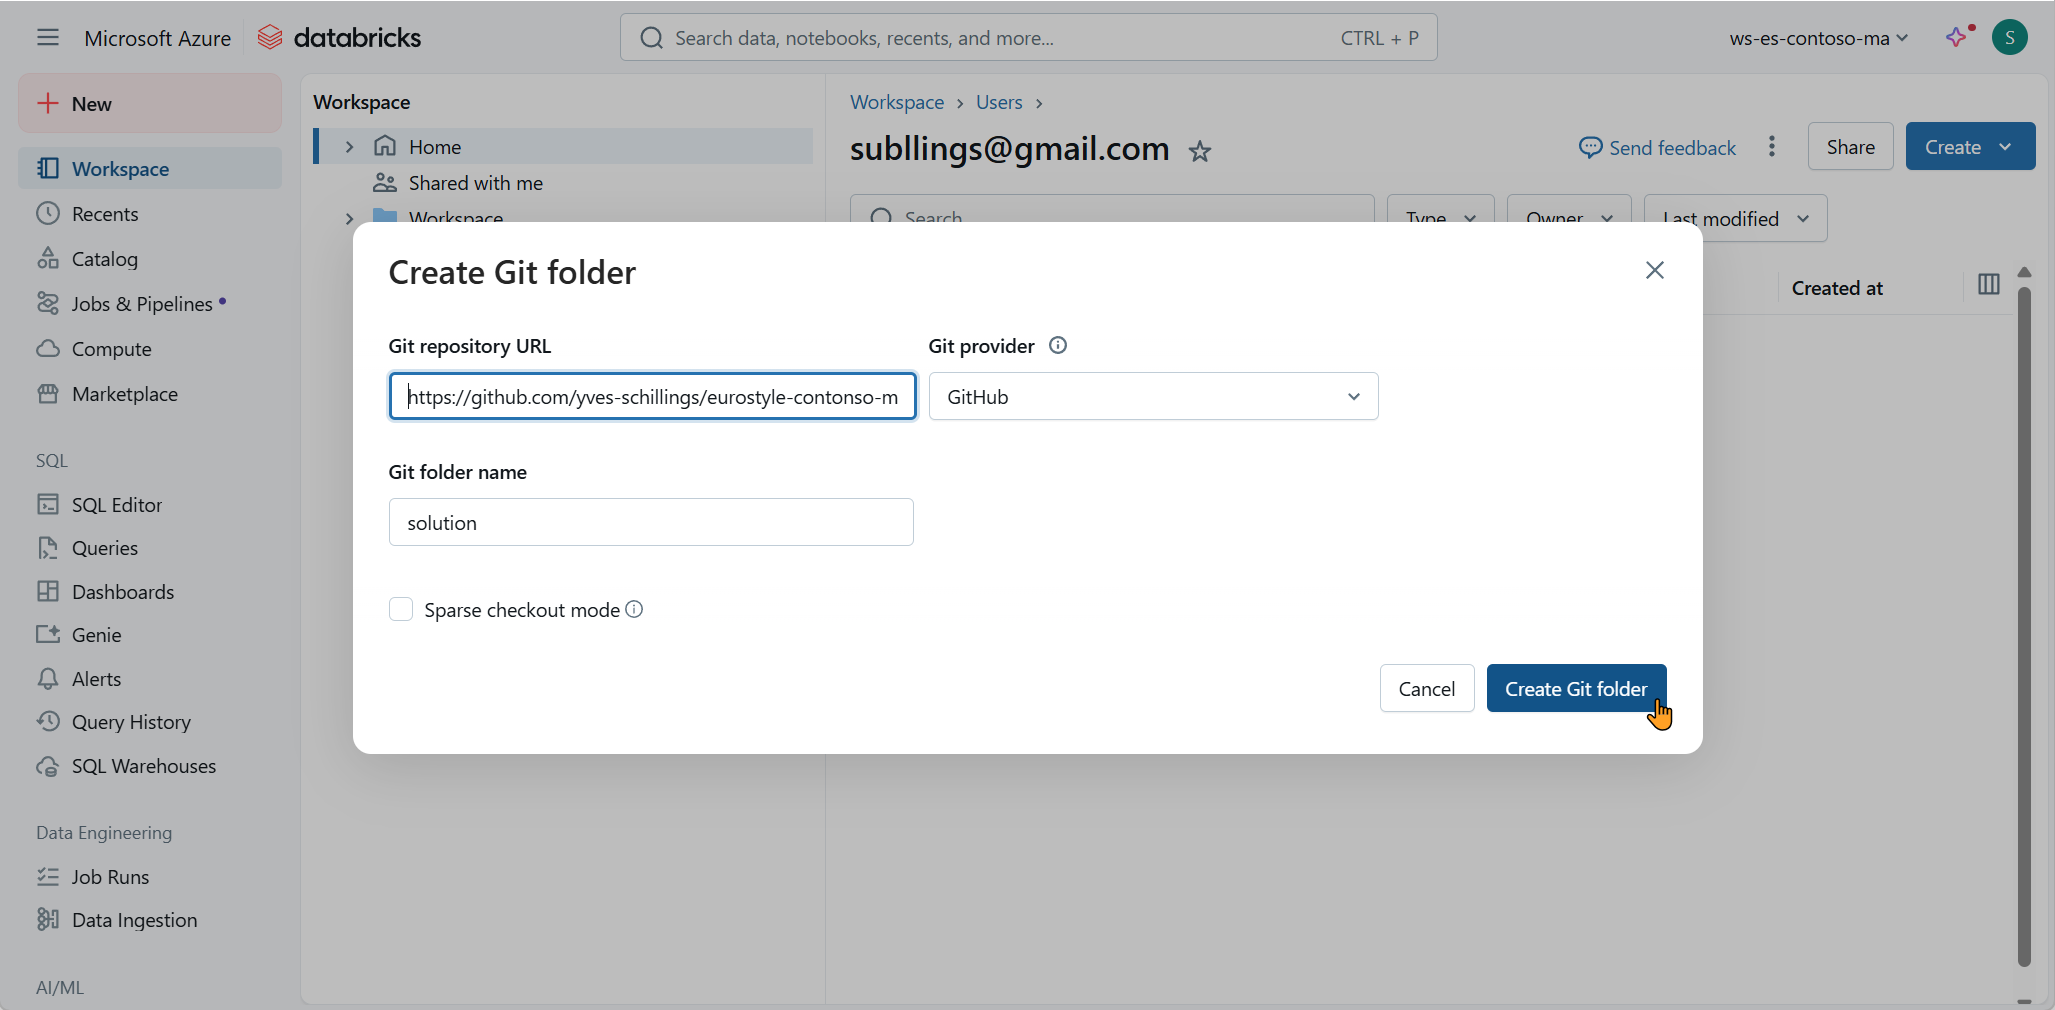 Microsoft Azure databricks
Search data, notebooks, recents, and more... CTRL + P
ws-es-contoso-ma
S
New
Workspace
Recents
Catalog
Jobs & Pipelines
Compute
Marketplace
SQL
SQL Editor
Queries
Dashboards
Genie
Alerts
Query History
SQL Warehouses
Data Engineering
Job Runs
Data Ingestion
AI/ML
Workspace
Home
Shared with me
Workspace
Workspace > Users >
subllings@gmail.com
Send feedback
Share
Create
Search
Type
Owner
Last modified
Created at
Create Git folder
Git repository URL
https://github.com/yves-schillings/eurostyle-contonso-m
Git provider
GitHub
Git folder name
solution
Sparse checkout mode
Cancel
Create Git folder